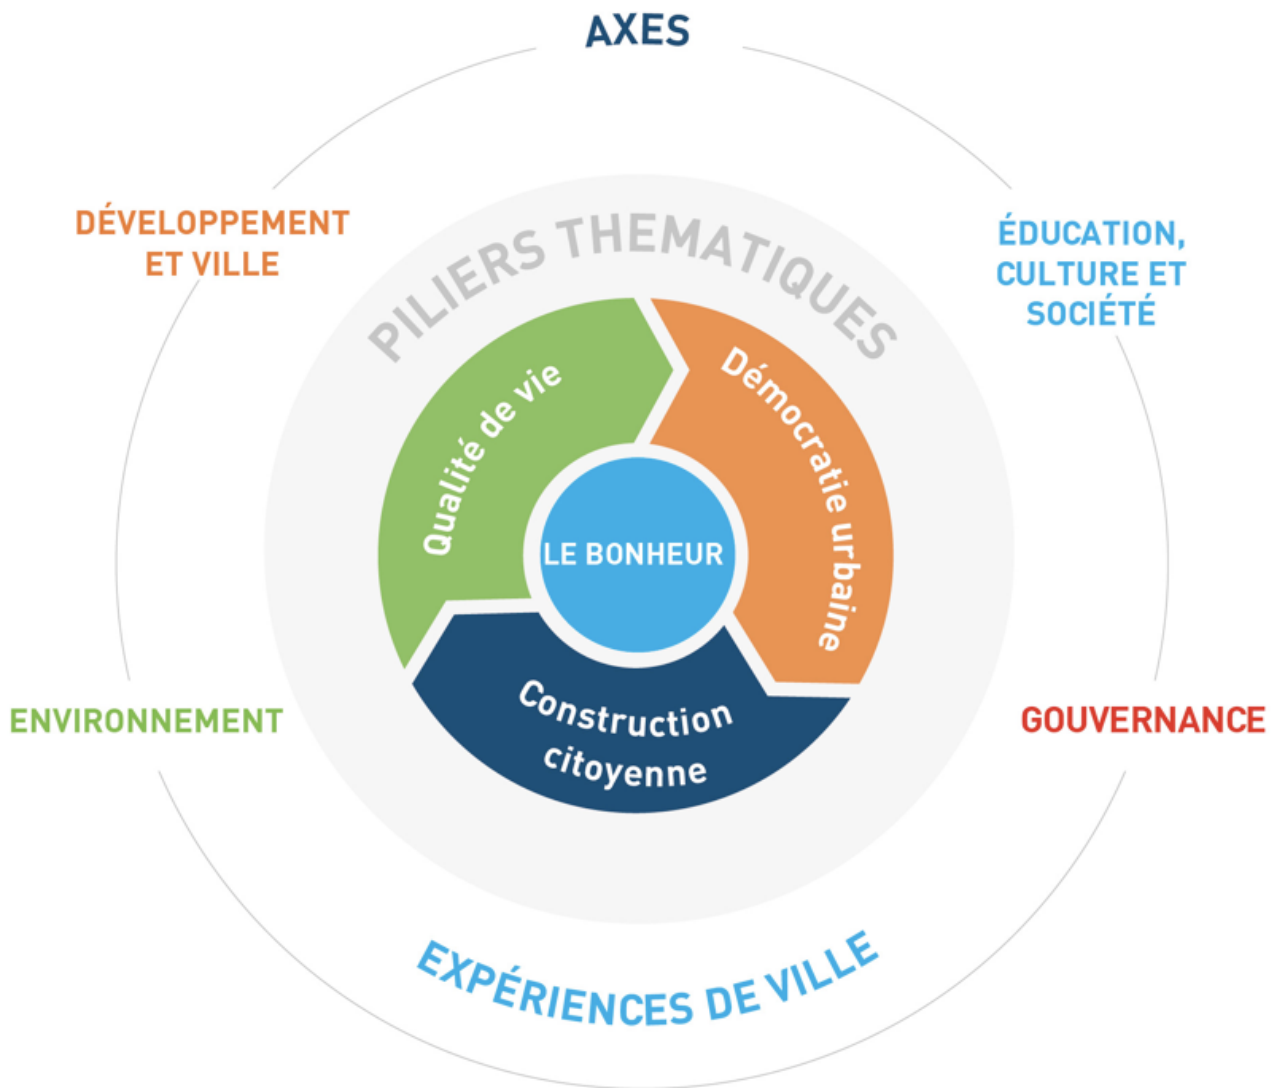 AXES
DÉVELOPPEMENT
ET VILLE
ÉDUCATION,
CULTURE ET
SOCIÉTÉ
PILIERS THEMATIQUES
Qualité de vie
Démocratie urbaine
LE BONHEUR
Construction
citoyenne
ENVIRONNEMENT
GOUVERNANCE
EXPÉRIENCES DE VILLE